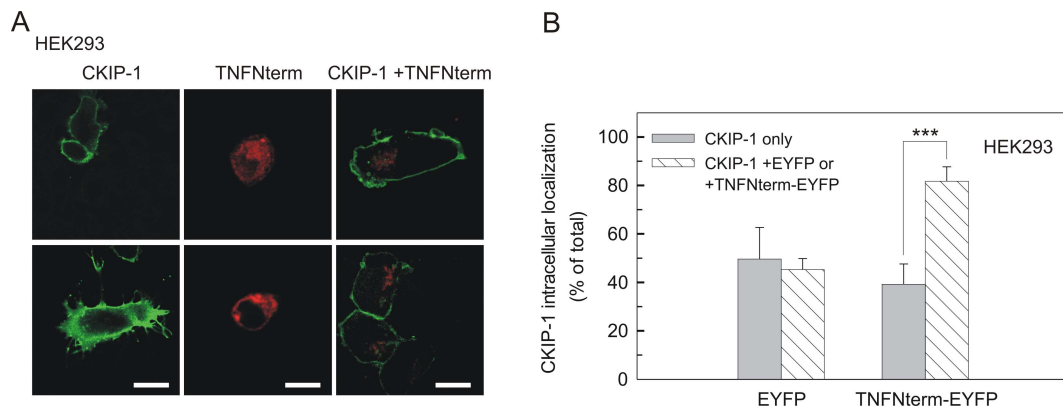 A
HEK293
CKIP-1
TNFNterm
CKIP-1 +TNFNterm
B
CKIP-1 intracellular localization
(% of total)
100
80
60
40
20
0
CKIP-1 only
CKIP-1 +EYFP or
+TNFNterm-EYFP
***
HEK293
EYFP
TNFNterm-EYFP